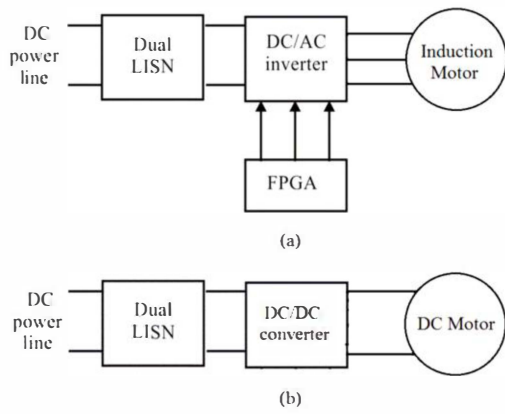 DC
power
line
Dual
LISN
DC/AC
inverter
Induction
Motor
FPGA
(a)
DC
power
line
Dual
LISN
DC/DC
converter
DC Motor
(b)